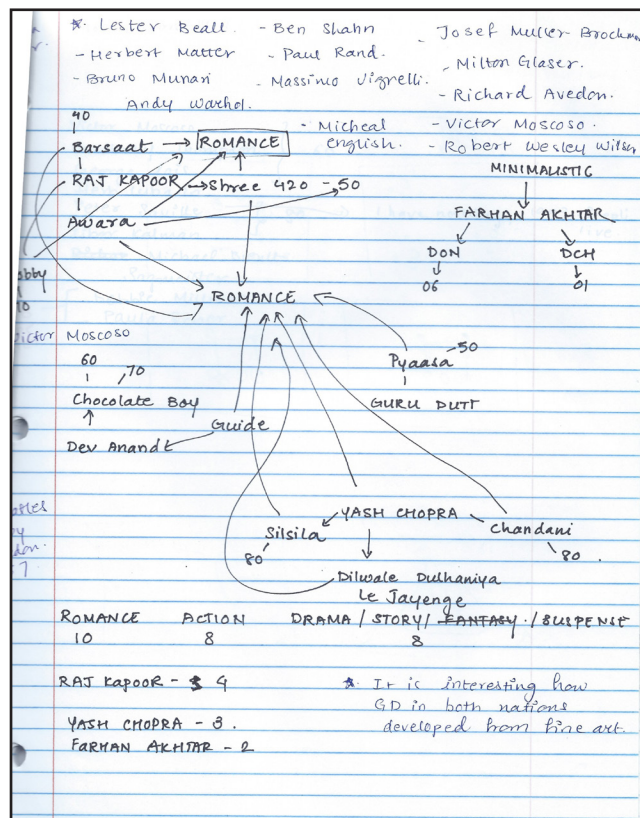 * Lester Beall - Ben Shahn - Josef Muller-Brockman
- Herbert Matter - Paul Rand. - Milton Glaser.
- Bruno Munari - Massimo Vignelli. - Richard Avedon.
Andy Warhol. - Micheal english. - Victor Moscoso.
- Robert Wesley Wilson
40
Barsaat → ROMANCE
RAJ KAPOOR → Shree 420 - 50
Awara
obby
70
MINIMALISTIC
FARHAN AKHTAR
DON DCH
06 01
ROMANCE
Victor Moscoso
60 70
Chocolate Boy
Dev Anandt
Guide
Pyaasa 50
GURU DUTT
YASH CHOPRA
Silsila Chandani
80 80
Dilwale Dulhaniya
Le Jayenge
ROMANCE ACTION DRAMA / STORY / FANTASY / SUSPENSE
10 8 8
RAJ KAPOOR - 4
YASH CHOPRA - 3.
FARHAN AKHTAR - 2
* It is interesting how
GD in both nations
developed from fine art.